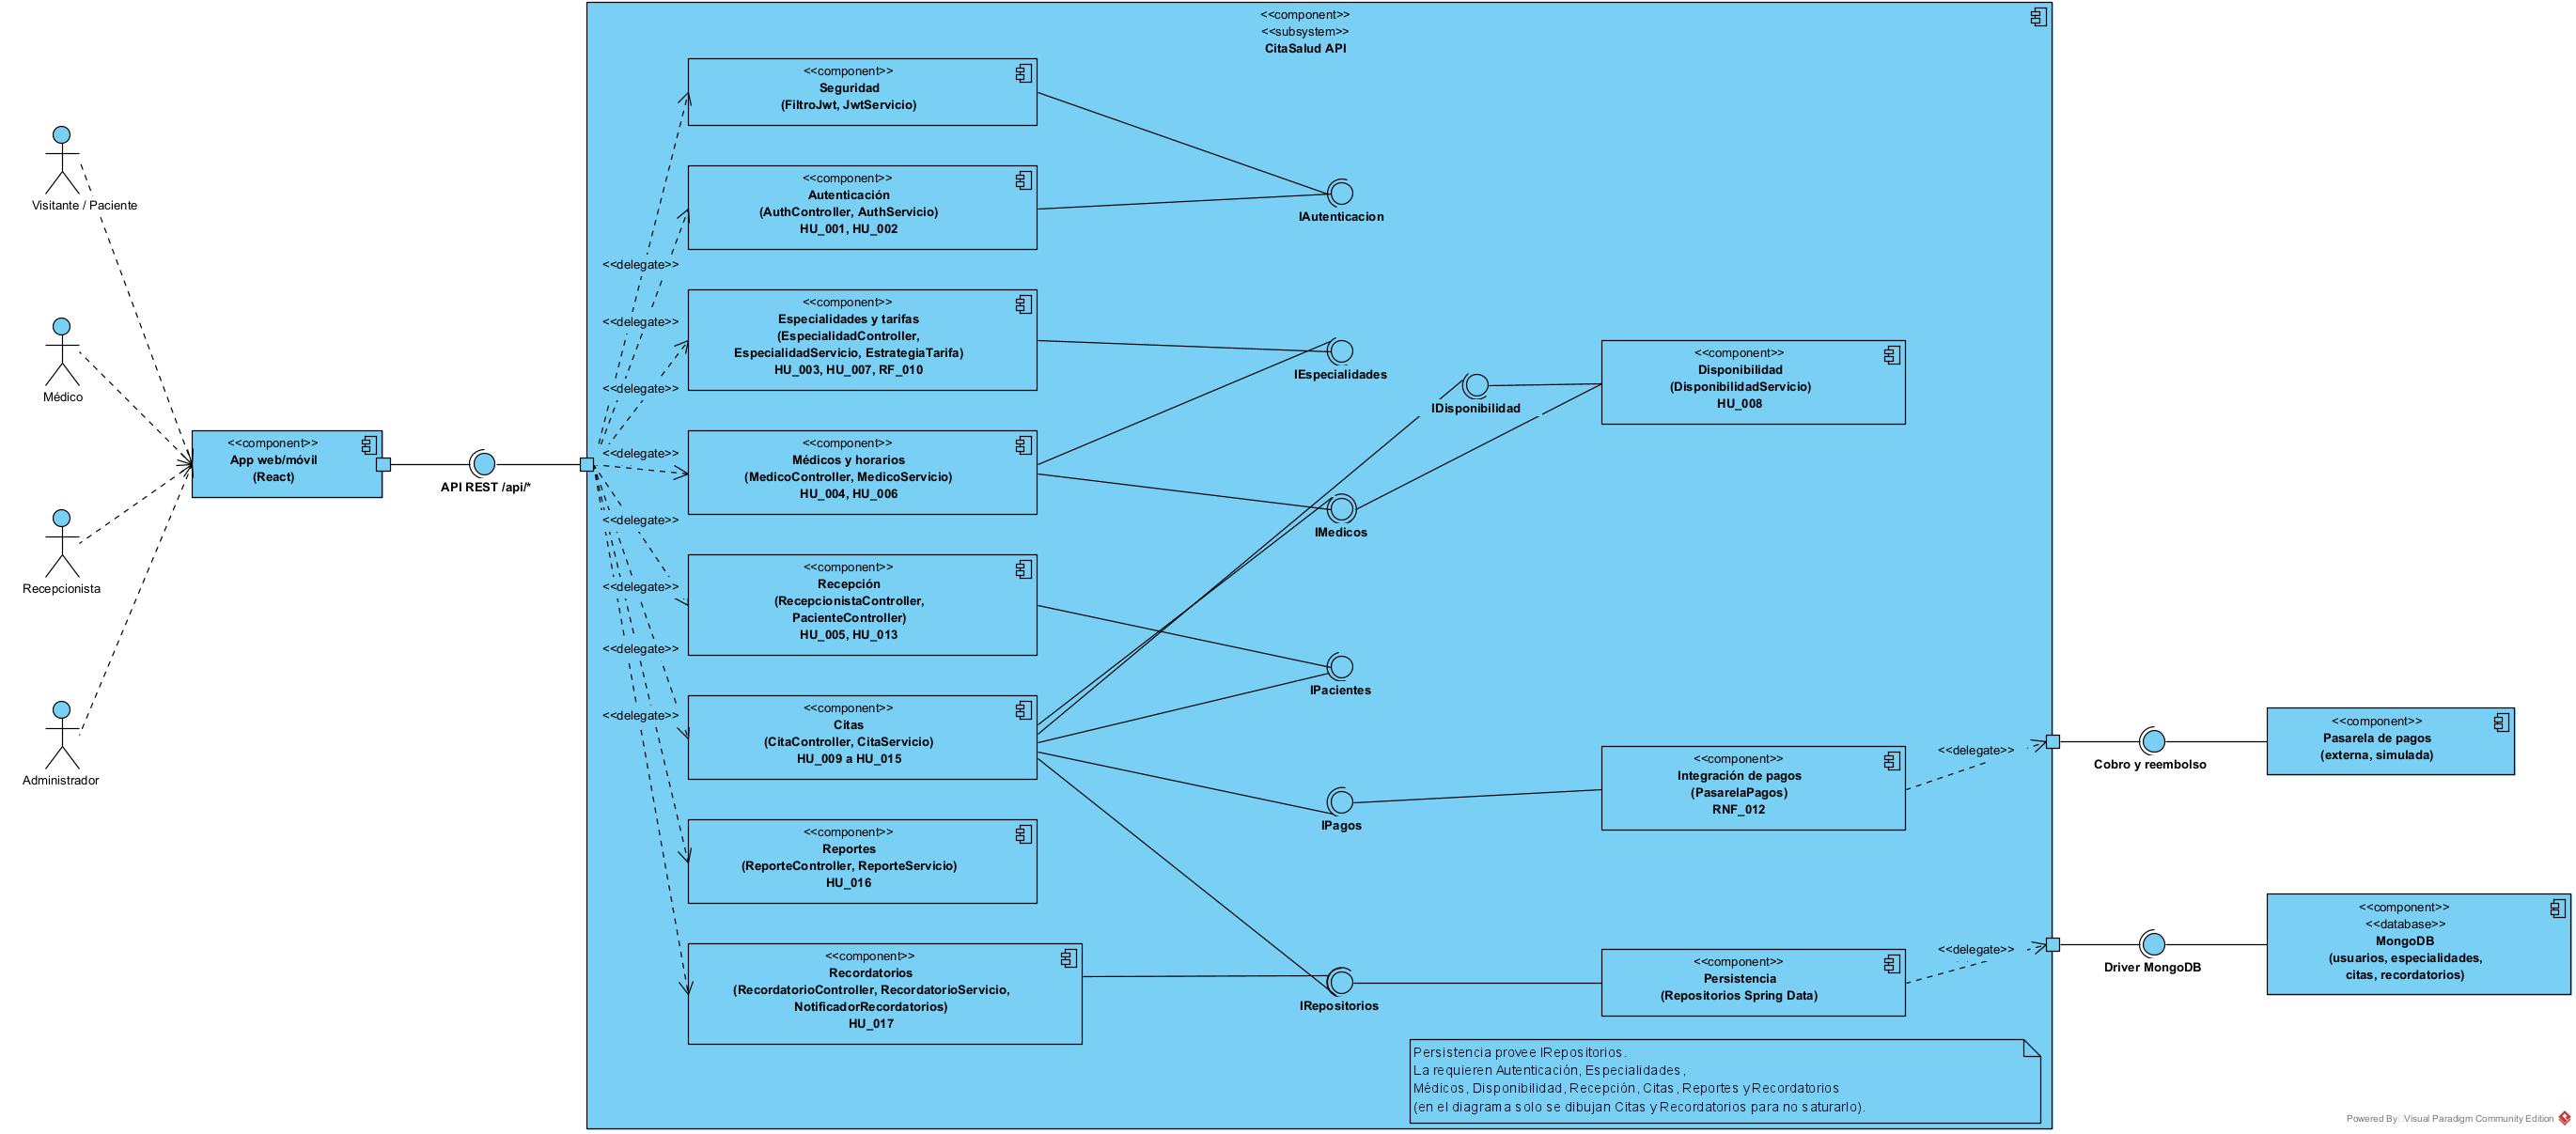 <<component>>
<<subsystem>>
CitaSalud API
<<component>>
Seguridad
(FiltroJwt, JwtServicio)
Visitante / Paciente
<<component>>
Autenticación
(AuthController, AuthServicio)
HU_001, HU_002
IAutenticacion
<<delegate>>
<<delegate>>
<<delegate>>
<<delegate>>
<<delegate>>
<<delegate>>
<<delegate>>
<<delegate>>
<<component>>
Especialidades y tarifas
(EspecialidadController,
EspecialidadServicio, EstrategiaTarifa)
HU_003, HU_007, RF_010
IEspecialidades
<<component>>
Disponibilidad
(DisponibilidadServicio)
HU_008
IDisponibilidad
Médico
<<component>>
App web/móvil
(React)
API REST /api/*
<<component>>
Médicos y horarios
(MedicoController, MedicoServicio)
HU_004, HU_006
IMedicos
Recepcionista
<<component>>
Recepción
(RecepcionistaController,
PacienteController)
HU_005, HU_013
IPacientes
Administrador
<<component>>
Citas
(CitaController, CitaServicio)
HU_009 a HU_015
IPagos
<<component>>
Integración de pagos
(PasarelaPagos)
RNF_012
<<delegate>>
Cobro y reembolso
<<component>>
Pasarela de pagos
(externa, simulada)
<<component>>
Reportes
(ReporteController, ReporteServicio)
HU_016
<<component>>
Recordatorios
(RecordatorioController, RecordatorioServicio,
NotificadorRecordatorios)
HU_017
IRepositorios
<<component>>
Persistencia
(Repositorios Spring Data)
<<delegate>>
Driver MongoDB
<<component>>
<<database>>
MongoDB
(usuarios, especialidades,
citas, recordatorios)
Persistencia provee IRepositorios.
La requieren Autenticación, Especialidades,
Médicos, Disponibilidad, Recepción, Citas, Reportes y Recordatorios
(en el diagrama solo se dibujan Citas y Recordatorios para no saturarlo).
Powered By Visual Paradigm Community Edition